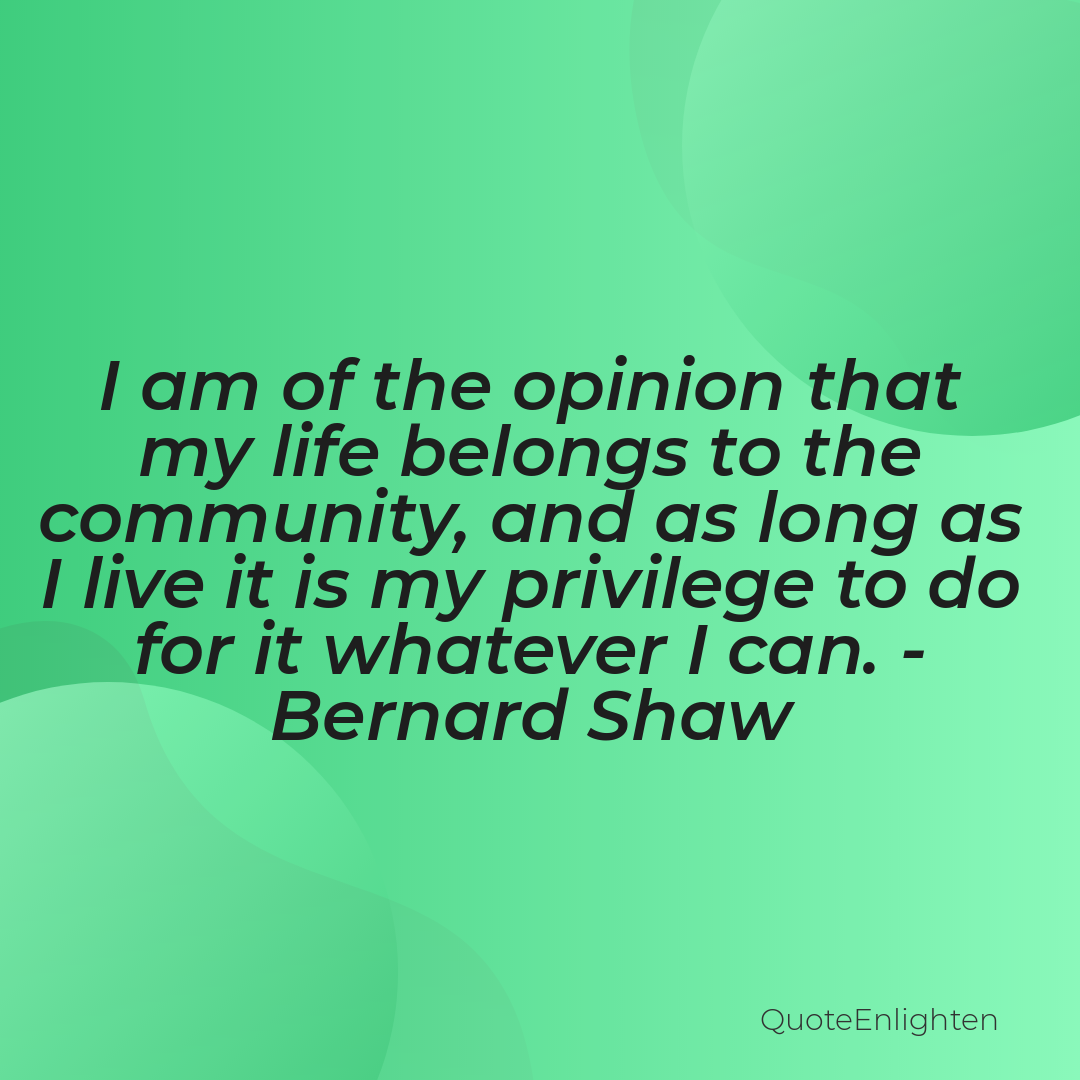 I am of the opinion that
my life belongs to the
community, and as long as
I live it is my privilege to do
for it whatever I can. -
Bernard Shaw
QuoteEnlighten